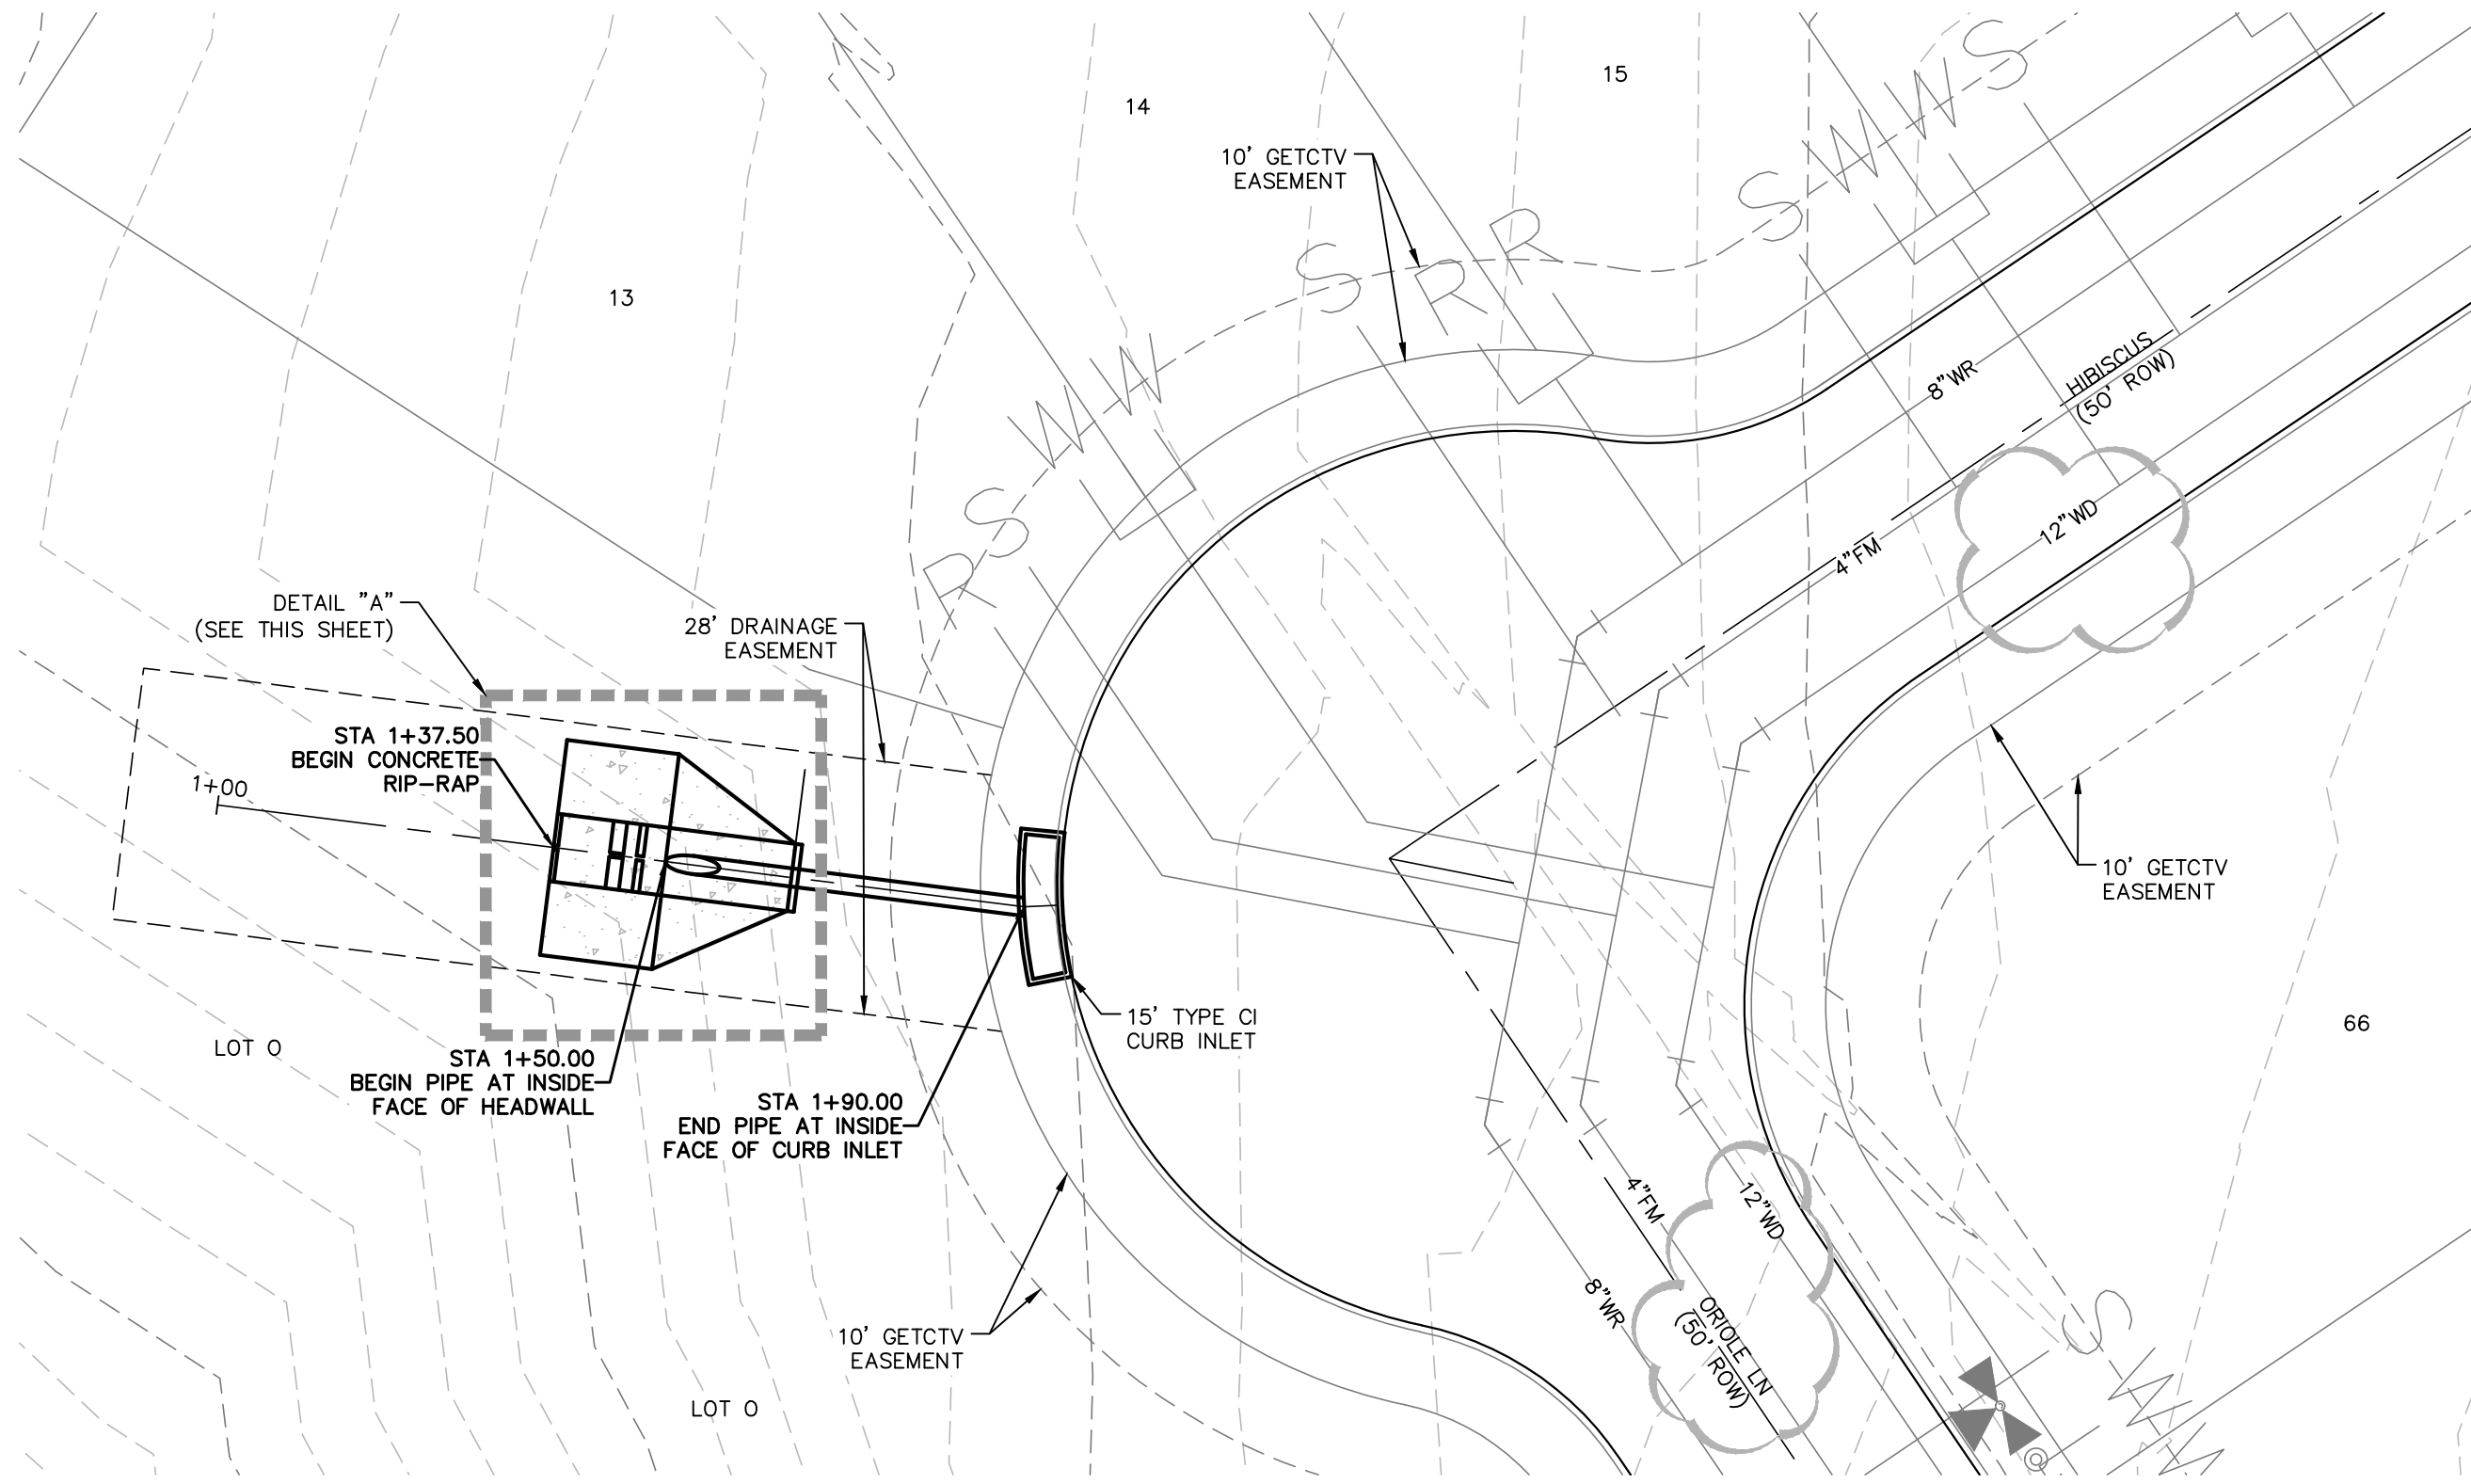 15
14
10' GETCTV
EASEMENT
S
W
W
S
S
R
R
13
W
W
S
R
HIBISCUS
(50' ROW)
8"WR
12"WD
4"FM
DETAIL "A"
(SEE THIS SHEET)
28' DRAINAGE
EASEMENT
STA 1+37.50
BEGIN CONCRETE
RIP-RAP
1+00
10' GETCTV
EASEMENT
15' TYPE CI
CURB INLET
66
LOT O
STA 1+50.00
BEGIN PIPE AT INSIDE
FACE OF HEADWALL
STA 1+90.00
END PIPE AT INSIDE
FACE OF CURB INLET
4"FM
12"WD
8"WR
ORIOLE LN
(50' ROW)
10' GETCTV
EASEMENT
LOT O
S
W
W